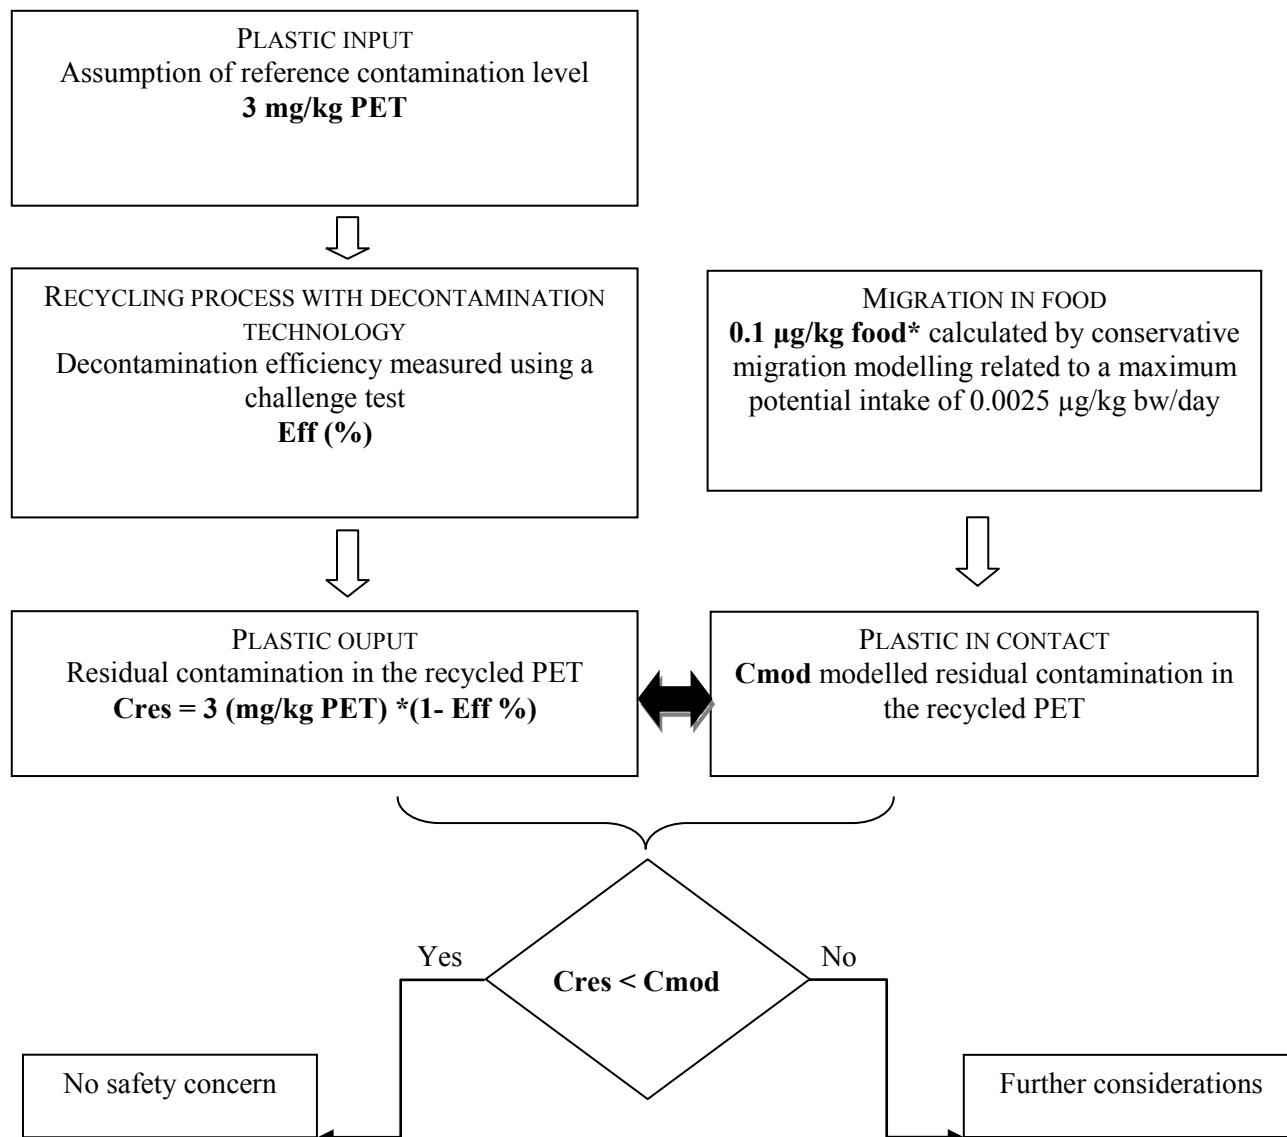 PLASTIC INPUT
Assumption of reference contamination level
3 mg/kg PET
RECYCLING PROCESS WITH DECONTAMINATION
TECHNOLOGY
Decontamination efficiency measured using a
challenge test
Eff (%)
MIGRATION IN FOOD
0.1 µg/kg food* calculated by conservative
migration modelling related to a maximum
potential intake of 0.0025 µg/kg bw/day
PLASTIC OUPUT
Residual contamination in the recycled PET
Cres = 3 (mg/kg PET) *(1- Eff %)
PLASTIC IN CONTACT
Cmod modelled residual contamination in
the recycled PET
Yes
Cres < Cmod
No
No safety concern
Further considerations